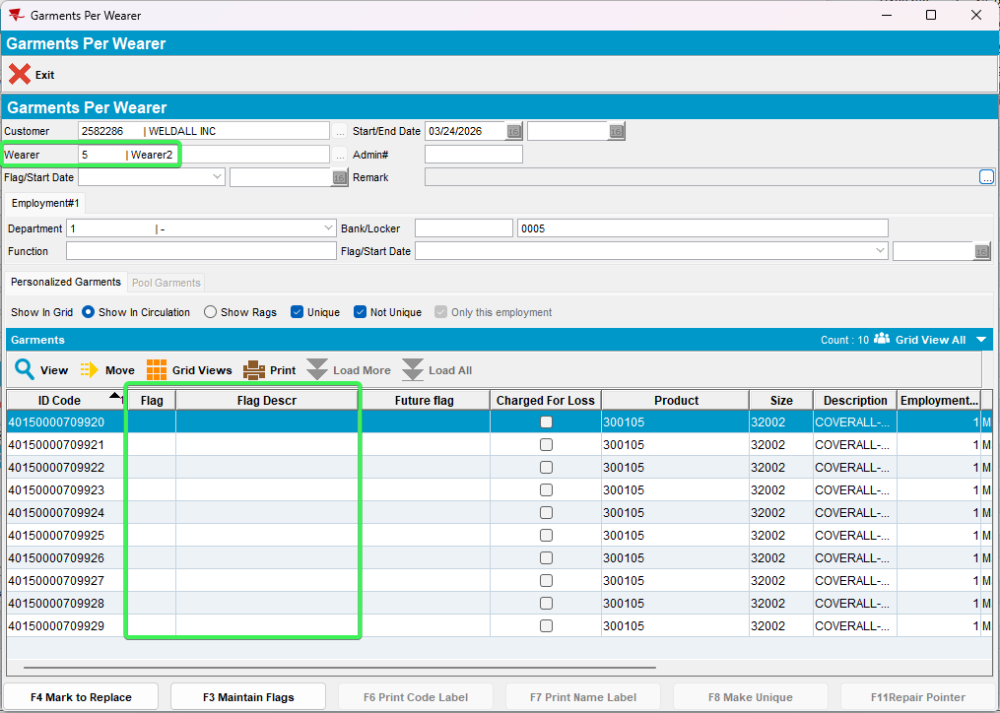 Garments Per Wearer
Garments Per Wearer
Exit
Garments Per Wearer
Customer 2582286 | WELDALL INC ... Start/End Date 03/24/2026 16 16
Wearer 5 | Wearer2 ... Admin#
Flag/Start Date 16 Remark ...
Employment#1
Department 1 | - Bank/Locker 0005
Function Flag/Start Date 16
Personalized Garments Pool Garments
Show In Grid Show In Circulation Show Rags Unique Not Unique Only this employment
Garments Count : 10 Grid View All
View Move Grid Views Print Load More Load All
ID Code 1 Flag Flag Descr Future flag Charged For Loss Product Size Description Employment...
40150000709920 300105 32002 COVERALL-... 1 M
40150000709921 300105 32002 COVERALL-... 1 M
40150000709922 300105 32002 COVERALL-... 1 M
40150000709923 300105 32002 COVERALL-... 1 M
40150000709924 300105 32002 COVERALL-... 1 M
40150000709925 300105 32002 COVERALL-... 1 M
40150000709926 300105 32002 COVERALL-... 1 M
40150000709927 300105 32002 COVERALL-... 1 M
40150000709928 300105 32002 COVERALL-... 1 M
40150000709929 300105 32002 COVERALL-... 1 M
F4 Mark to Replace F3 Maintain Flags F6 Print Code Label F7 Print Name Label F8 Make Unique F11Repair Pointer